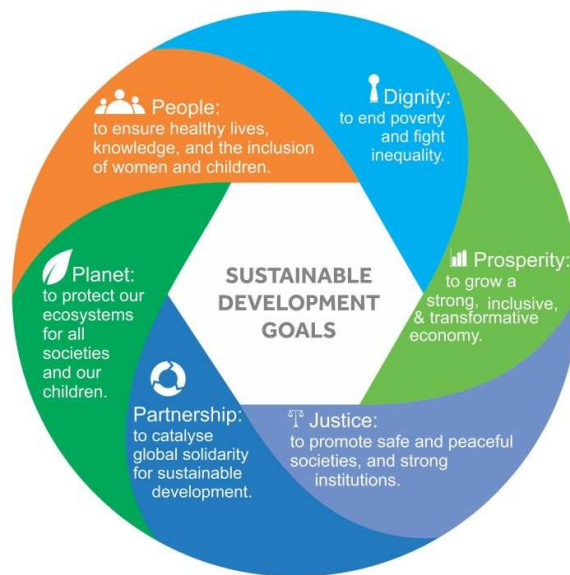 SUSTAINABLE
DEVELOPMENT
GOALS
People:
to ensure healthy lives,
knowledge, and the inclusion
of women and children.
Dignity:
to end poverty
and fight
inequality.
Prosperity:
to grow a
strong, inclusive,
& transformative
economy.
Justice:
to promote safe and peaceful
societies, and strong
institutions.
Partnership:
to catalyse
global solidarity
for sustainable
development.
Planet:
to protect our
ecosystems
for all
societies
and our
children.